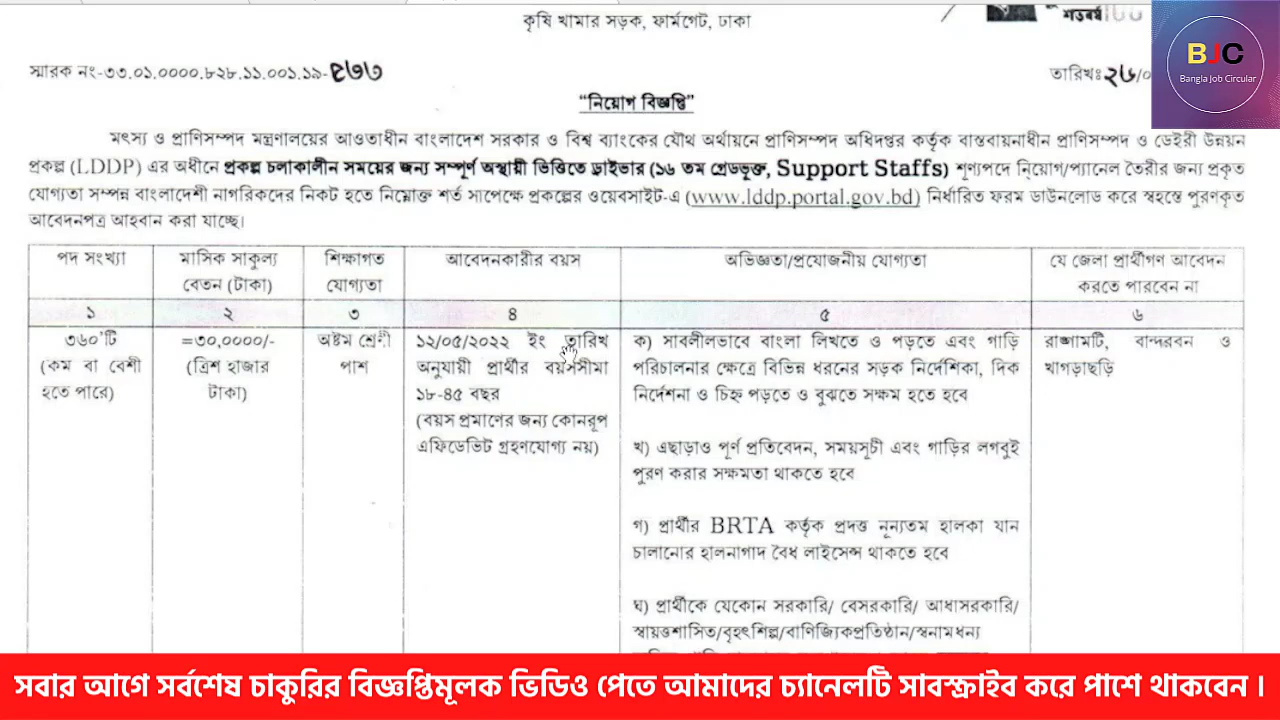 কৃষি খামার সড়ক, ফার্মগেট, ঢাকা
শতবর্ষ
BJC
Bangla Job Circular
স্মারক নং-৩৩.০১.০০০০.৮২৮.১১.০০১.১৯-
তারিখঃ২৬/০
“নিয়োগ বিজ্ঞপ্তি”
মৎস্য ও প্রাণিসম্পদ মন্ত্রণালয়ের আওতাধীন বাংলাদেশ সরকার ও বিশ্ব ব্যাংকের যৌথ অর্থায়নে প্রাণিসম্পদ অধিদপ্তর কর্তৃক বাস্তবায়নাধীন প্রাণিসম্পদ ও ডেইরী উন্নয়ন
প্রকল্প (LDDP) এর অধীনে প্রকল্প চলাকালীন সময়ের জন্য সম্পূর্ণ অস্থায়ী ভিত্তিতে ড্রাইভার (১৬ তম গ্রেডভূক্ত, Support Staffs) শূণ্যপদে নিয়োগ/প্যানেল তৈরীর জন্য প্রকৃত
যোগ্যতা সম্পন্ন বাংলাদেশী নাগরিকদের নিকট হতে নিম্নোক্ত শর্ত সাপেক্ষে প্রকল্পের ওয়েবসাইট-এ (www.lddp.portal.gov.bd) নির্ধারিত ফরম ডাউনলোড করে স্বহস্তে পুরণকৃত
আবেদনপত্র আহবান করা যাচ্ছে।
পদ সংখ্যা
মাসিক সাকুল্য
বেতন (টাকা)
শিক্ষাগত
যোগ্যতা
আবেদনকারীর বয়স
অভিজ্ঞতা/প্রযোজনীয় যোগ্যতা
যে জেলা প্রার্থীগণ আবেদন
করতে পারবেন না
১ ২ ৩ ৪ ৫ ৬
৩৬০'টি
(কম বা বেশী
হতে পারে)
=৩০,০০০০/-
(ত্রিশ হাজার
টাকা)
অষ্টম শ্রেণী
পাশ
১২/০৫/২০২২ ইং তারিখ
অনুযায়ী প্রার্থীর বয়সসীমা
১৮-৪৫ বছর
(বয়স প্রমাণের জন্য কোনরূপ
এফিডেভিট গ্রহণযোগ্য নয়)
ক) সাবলীলভাবে বাংলা লিখতে ও পড়তে এবং গাড়ি
পরিচালনার ক্ষেত্রে বিভিন্ন ধরনের সড়ক নির্দেশিকা, দিক
নির্দেশনা ও চিহ্ন পড়তে ও বুঝতে সক্ষম হতে হবে
খ) এছাড়াও পূর্ণ প্রতিবেদন, সময়সূচী এবং গাড়ির লগবুই
পুরণ করার সক্ষমতা থাকতে হবে
গ) প্রার্থীর BRTA কর্তৃক প্রদত্ত নূন্যতম হালকা যান
চালানোর হালনাগাদ বৈধ লাইসেন্স থাকতে হবে
ঘ) প্রার্থীকে যেকোন সরকারি/ বেসরকারি/ আধাসরকারি/
স্বায়ত্তশাসিত/বৃহৎশিল্প/বাণিজ্যিকপ্রতিষ্ঠান/স্বনামধন্য
রাঙ্গামটি, বান্দরবন ও
খাগড়াছড়ি
সবার আগে সর্বশেষ চাকুরির বিজ্ঞপ্তিমূলক ভিডিও পেতে আমাদের চ্যানেলটি সাবস্ক্রাইব করে পাশে থাকবেন ।